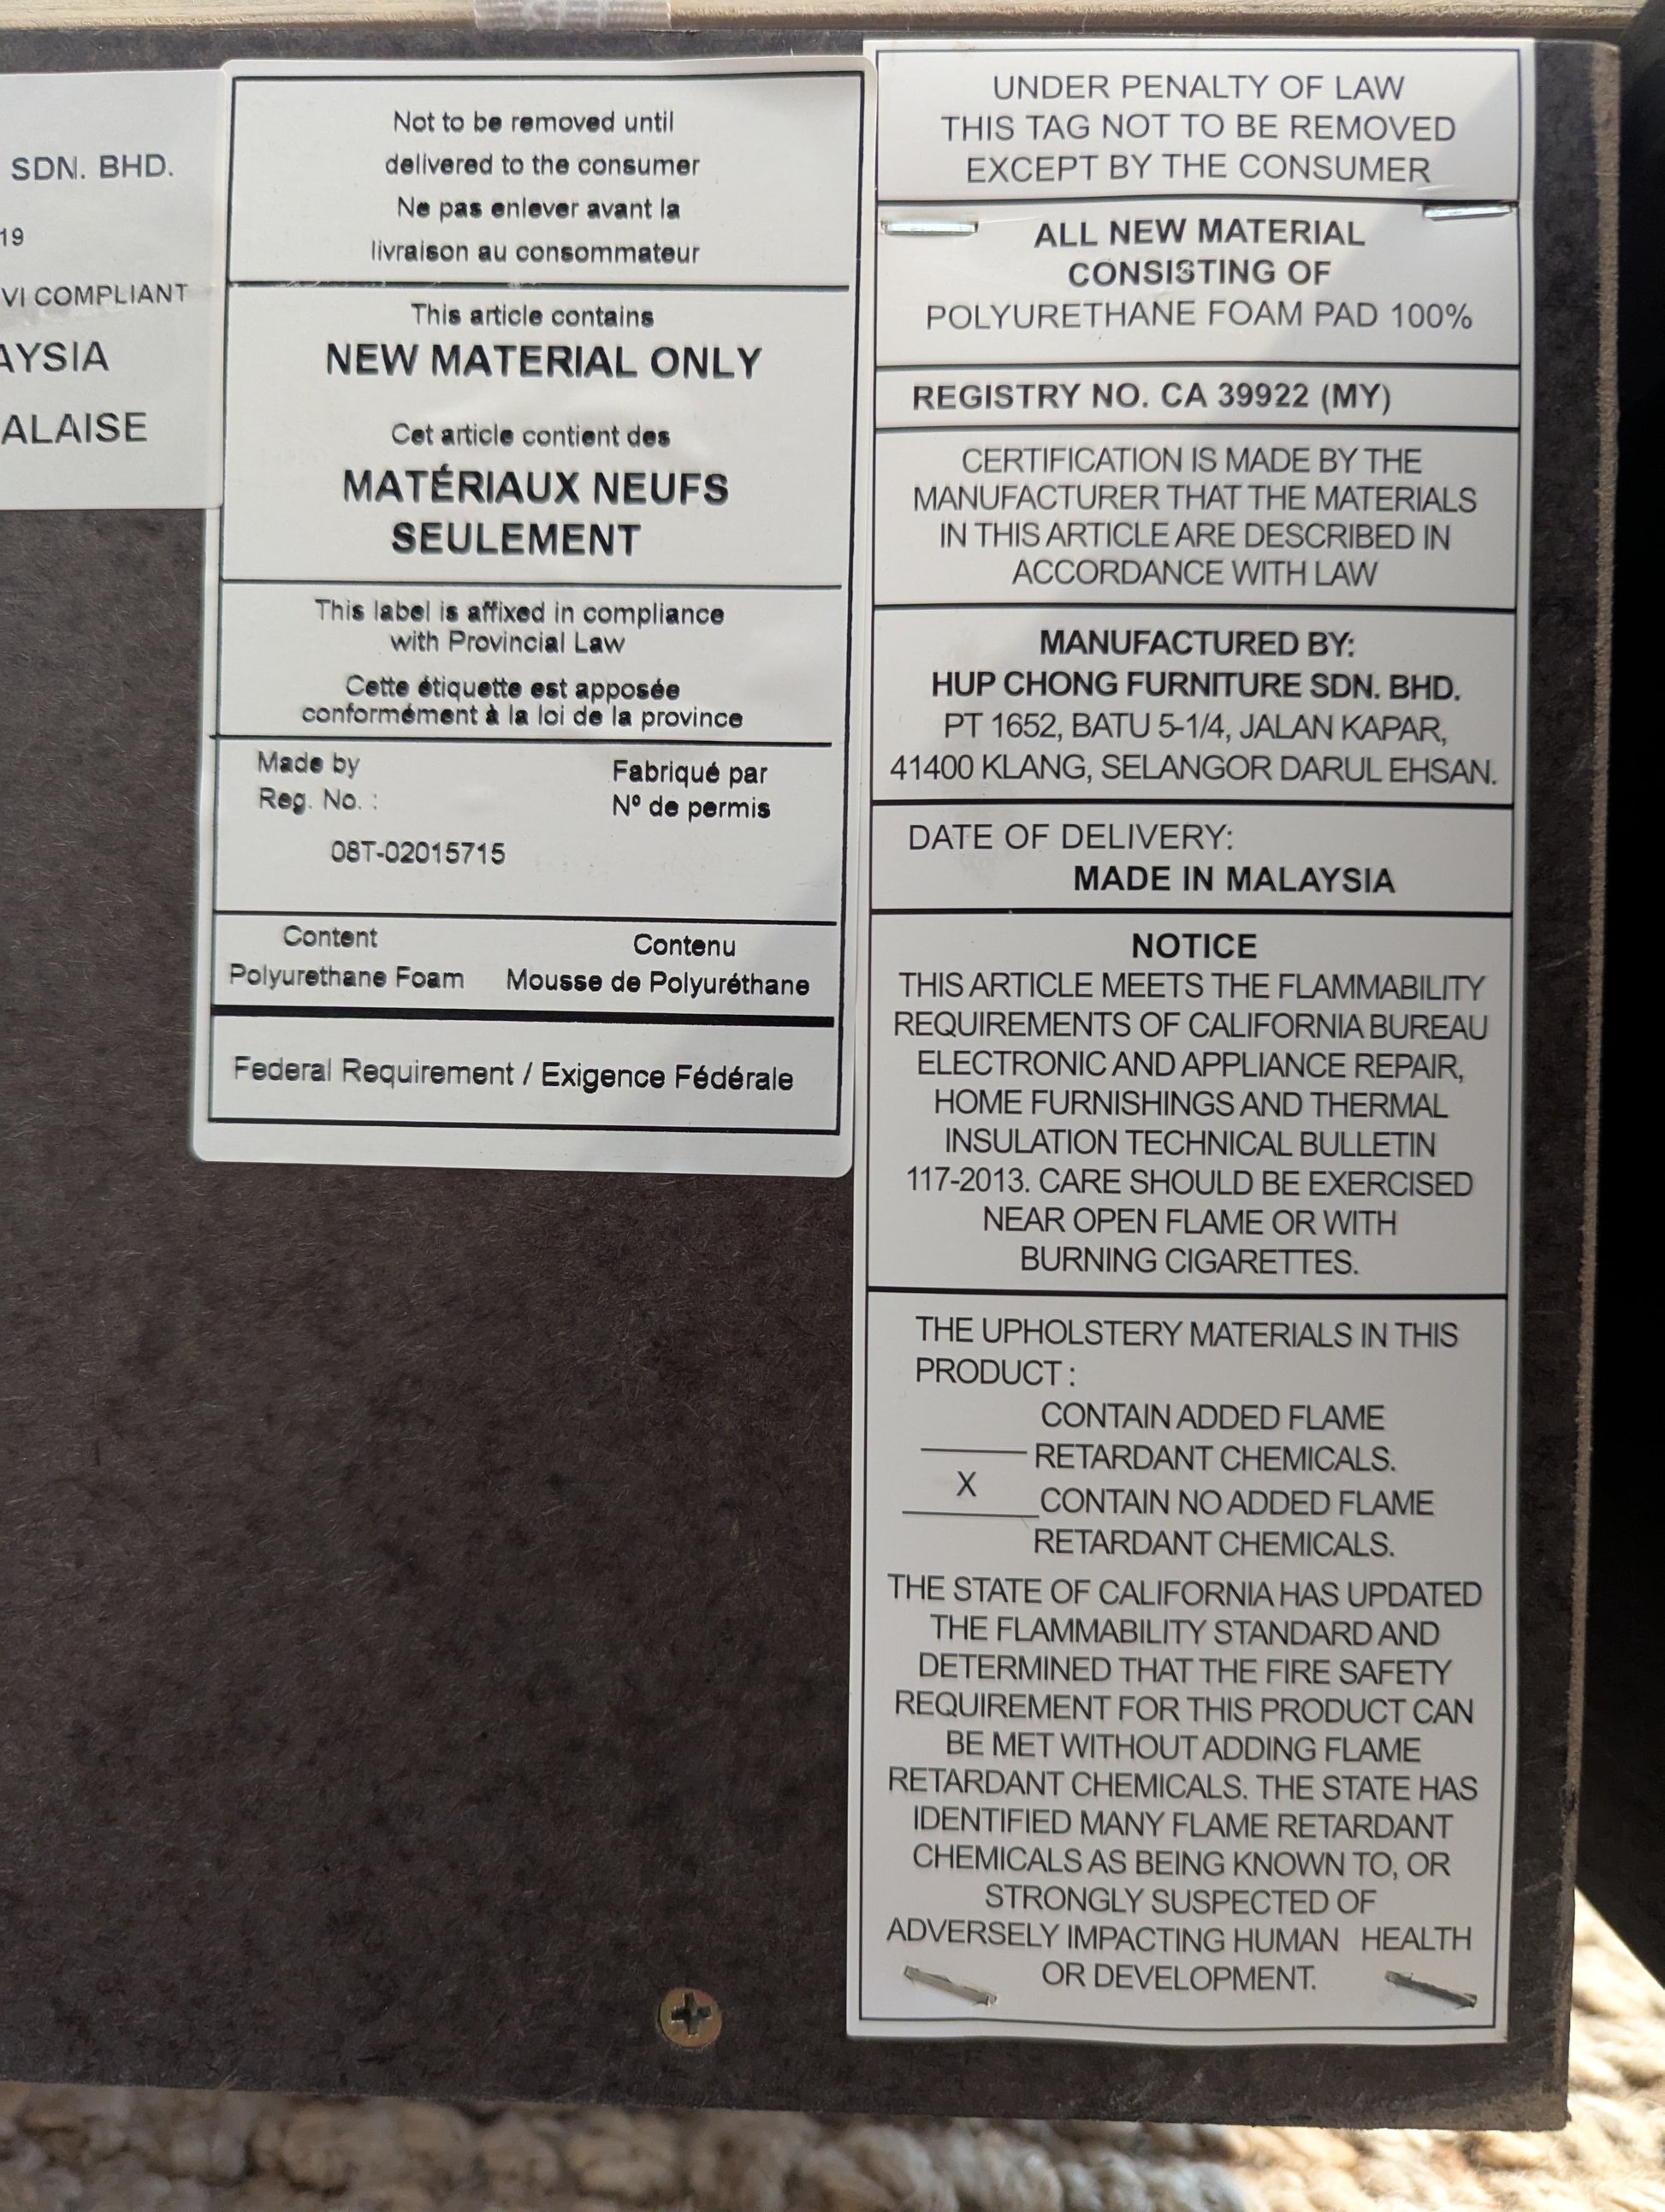 SDN. BHD.
19
VI COMPLIANT
AYSIA
ALAISE
Not to be removed until
delivered to the consumer
Ne pas enlever avant la
livraison au consommateur
This article contains
NEW MATERIAL ONLY
Cet article contient des
MATÉRIAUX NEUFS
SEULEMENT
This label is affixed in compliance
with Provincial Law
Cette étiquette est apposée
conformément à la loi de la province
Made by Fabriqué par
Reg. No. : Nº de permis
08T-02015715
Content Contenu
Polyurethane Foam Mousse de Polyuréthane
Federal Requirement / Exigence Fédérale
UNDER PENALTY OF LAW
THIS TAG NOT TO BE REMOVED
EXCEPT BY THE CONSUMER
ALL NEW MATERIAL
CONSISTING OF
POLYURETHANE FOAM PAD 100%
REGISTRY NO. CA 39922 (MY)
CERTIFICATION IS MADE BY THE
MANUFACTURER THAT THE MATERIALS
IN THIS ARTICLE ARE DESCRIBED IN
ACCORDANCE WITH LAW
MANUFACTURED BY:
HUP CHONG FURNITURE SDN. BHD.
PT 1652, BATU 5-1/4, JALAN KAPAR,
41400 KLANG, SELANGOR DARUL EHSAN.
DATE OF DELIVERY:
MADE IN MALAYSIA
NOTICE
THIS ARTICLE MEETS THE FLAMMABILITY
REQUIREMENTS OF CALIFORNIA BUREAU
ELECTRONIC AND APPLIANCE REPAIR,
HOME FURNISHINGS AND THERMAL
INSULATION TECHNICAL BULLETIN
117-2013. CARE SHOULD BE EXERCISED
NEAR OPEN FLAME OR WITH
BURNING CIGARETTES.
THE UPHOLSTERY MATERIALS IN THIS
PRODUCT :
CONTAIN ADDED FLAME
RETARDANT CHEMICALS.
X CONTAIN NO ADDED FLAME
RETARDANT CHEMICALS.
THE STATE OF CALIFORNIA HAS UPDATED
THE FLAMMABILITY STANDARD AND
DETERMINED THAT THE FIRE SAFETY
REQUIREMENT FOR THIS PRODUCT CAN
BE MET WITHOUT ADDING FLAME
RETARDANT CHEMICALS. THE STATE HAS
IDENTIFIED MANY FLAME RETARDANT
CHEMICALS AS BEING KNOWN TO, OR
STRONGLY SUSPECTED OF
ADVERSELY IMPACTING HUMAN HEALTH
OR DEVELOPMENT.